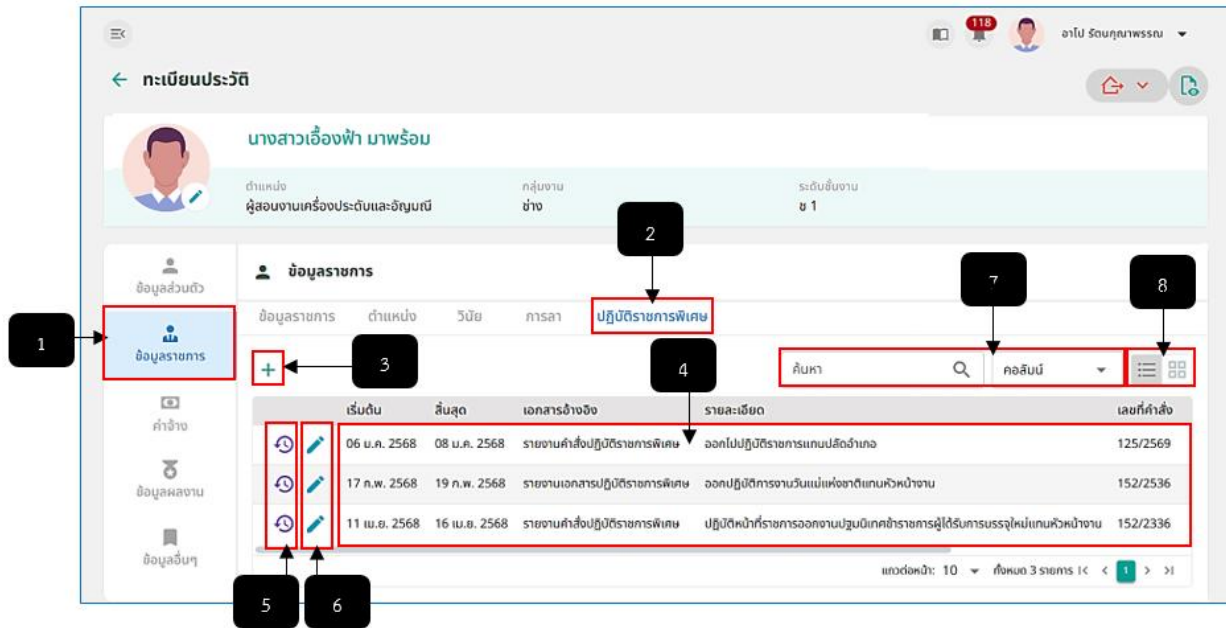 118
อาโป รัตนกุณาพรรณ
ทะเบียนประวัติ
นางสาวเอื้องฟ้า มาพร้อม
ตำแหน่ง กลุ่มงาน ระดับชั้นงาน
ผู้สอนงานเครื่องประดับและอัญมณี ช่าง ช 1
2
7
8
1
ข้อมูลส่วนตัว
ข้อมูลราชการ
ค่าจ้าง
ข้อมูลผลงาน
ข้อมูลอื่นๆ
ข้อมูลราชการ
ข้อมูลราชการ ตำแหน่ง วินัย การลา ปฏิบัติราชการพิเศษ
3
4
ค้นหา คอลัมน์
เริ่มต้น สิ้นสุด เอกสารอ้างอิง รายละเอียด เลขที่คำสั่ง
06 ม.ค. 2568 08 ม.ค. 2568 รายงานคำสั่งปฏิบัติราชการพิเศษ ออกไปปฏิบัติราชการแทนปลัดอำเภอ 125/2569
17 ก.พ. 2568 19 ก.พ. 2568 รายงานเอกสารปฏิบัติราชการพิเศษ ออกปฏิบัติการงานวันแม่แห่งชาติแทนหัวหน้างาน 152/2536
11 เม.ย. 2568 16 เม.ย. 2568 รายงานคำสั่งปฏิบัติราชการพิเศษ ปฏิบัติหน้าที่ราชการออกงานปฐมนิเทศข้าราชการผู้ได้รับการบรรจุใหม่แทนหัวหน้างาน 152/2336
แถวต่อหน้า: 10 ทั้งหมด 3 รายการ 1
5
6